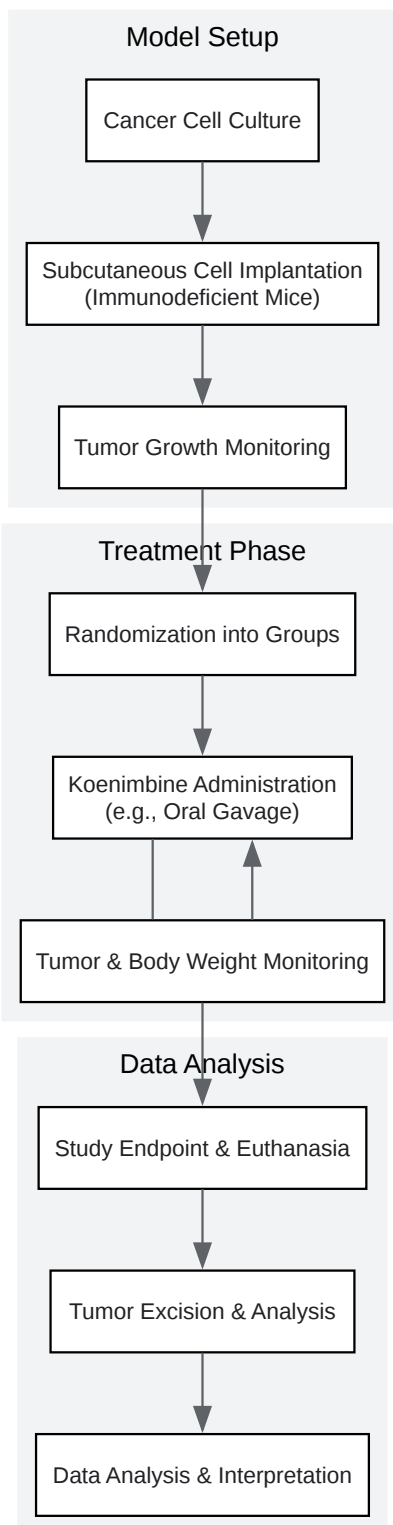 Model Setup
Cancer Cell Culture
Subcutaneous Cell Implantation
(Immunodeficient Mice)
Tumor Growth Monitoring
Treatment Phase
Randomization into Groups
Koenimbine Administration
(e.g., Oral Gavage)
Tumor & Body Weight Monitoring
Data Analysis
Study Endpoint & Euthanasia
Tumor Excision & Analysis
Data Analysis & Interpretation